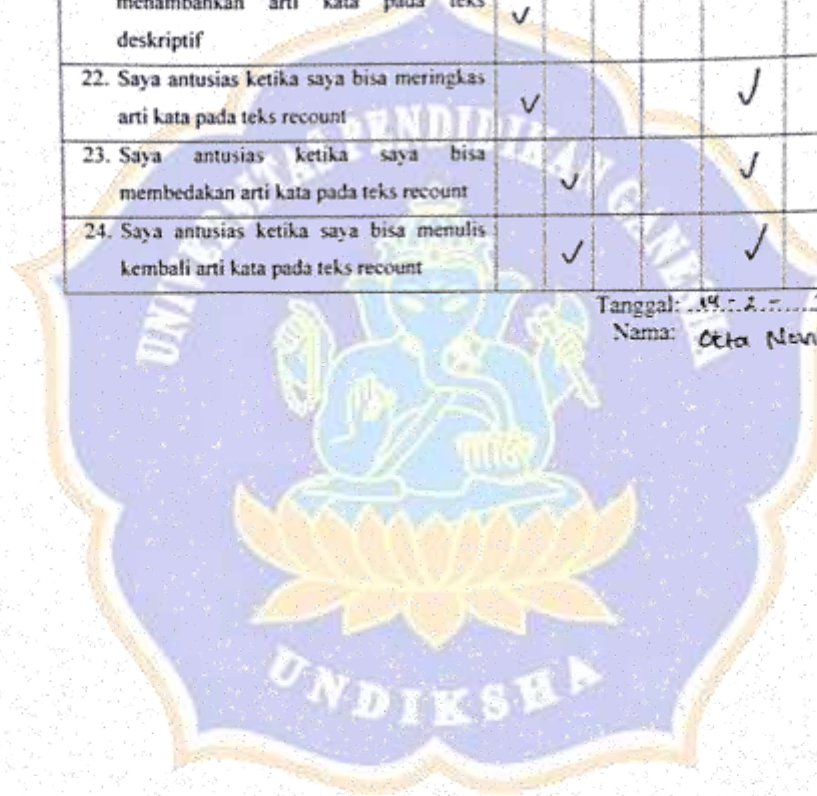 menambahkan arti kata pada teks
deskriptif
22. Saya antusias ketika saya bisa meringkas
arti kata pada teks recount
23. Saya antusias ketika saya bisa
membedakan arti kata pada teks recount
24. Saya antusias ketika saya bisa menulis
kembali arti kata pada teks recount
Tanggal: 14 - 2 -
Nama:
UNIVERSITAS PENDIDIKAN GANESHA
UNDIKSHA